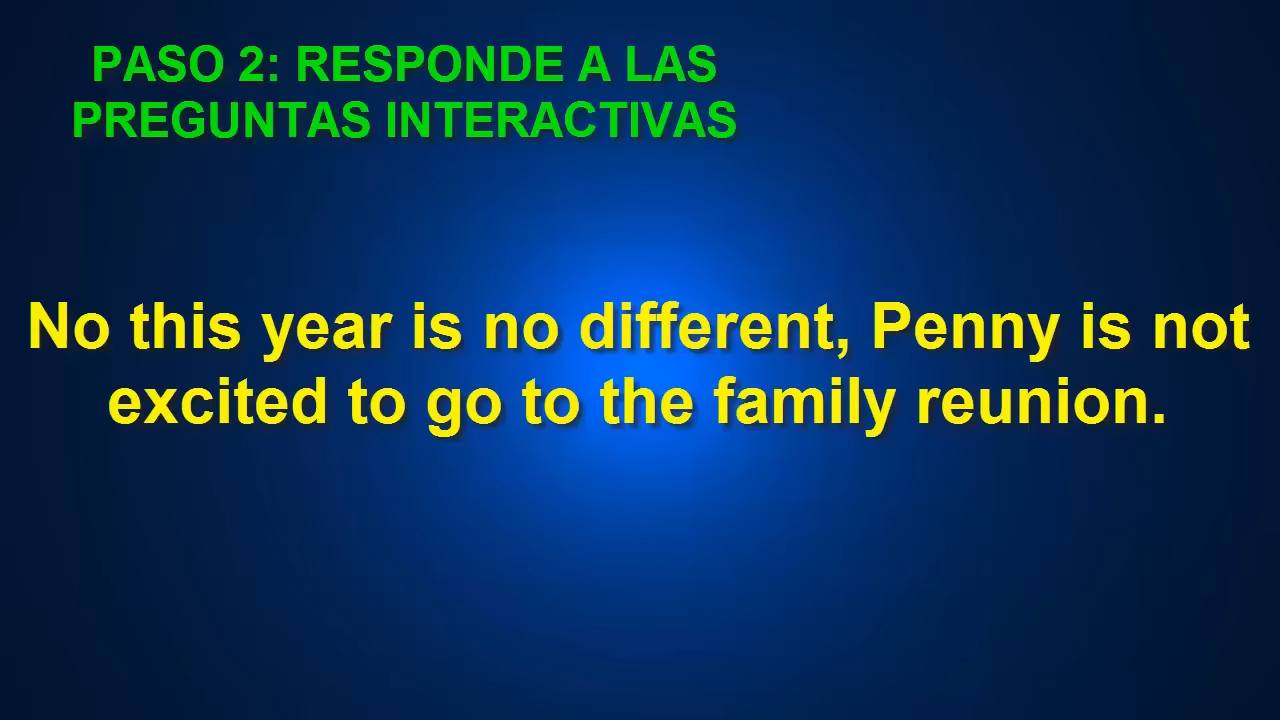 PASO 2: RESPONDE A LAS
PREGUNTAS INTERACTIVAS
No this year is no different, Penny is not
excited to go to the family reunion.